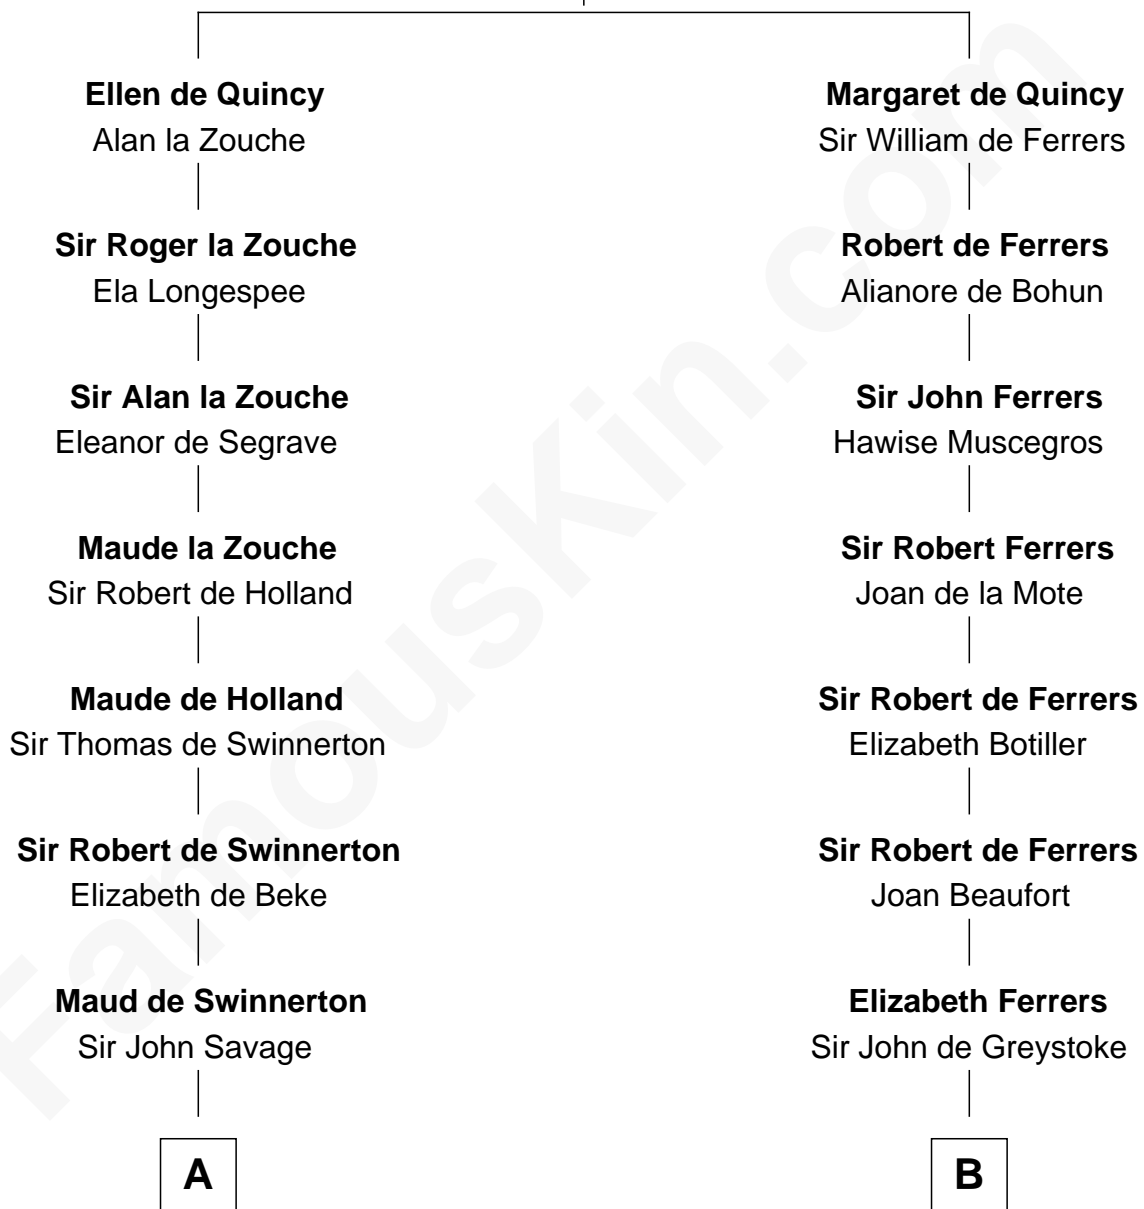 Ellen de Quincy
Alan la Zouche
Sir Roger la Zouche
Ela Longespee
Sir Alan la Zouche
Eleanor de Segrave
Maude la Zouche
Sir Robert de Holland
Maude de Holland
Sir Thomas de Swinnerton
Sir Robert de Swinnerton
Elizabeth de Beke
Maud de Swinnerton
Sir John Savage
A
Margaret de Quincy
Sir William de Ferrers
Robert de Ferrers
Alianore de Bohun
Sir John Ferrers
Hawise Muscegros
Sir Robert Ferrers
Joan de la Mote
Sir Robert de Ferrers
Elizabeth Botiller
Sir Robert de Ferrers
Joan Beaufort
Elizabeth Ferrers
Sir John de Greystoke
B
FamousKin.com